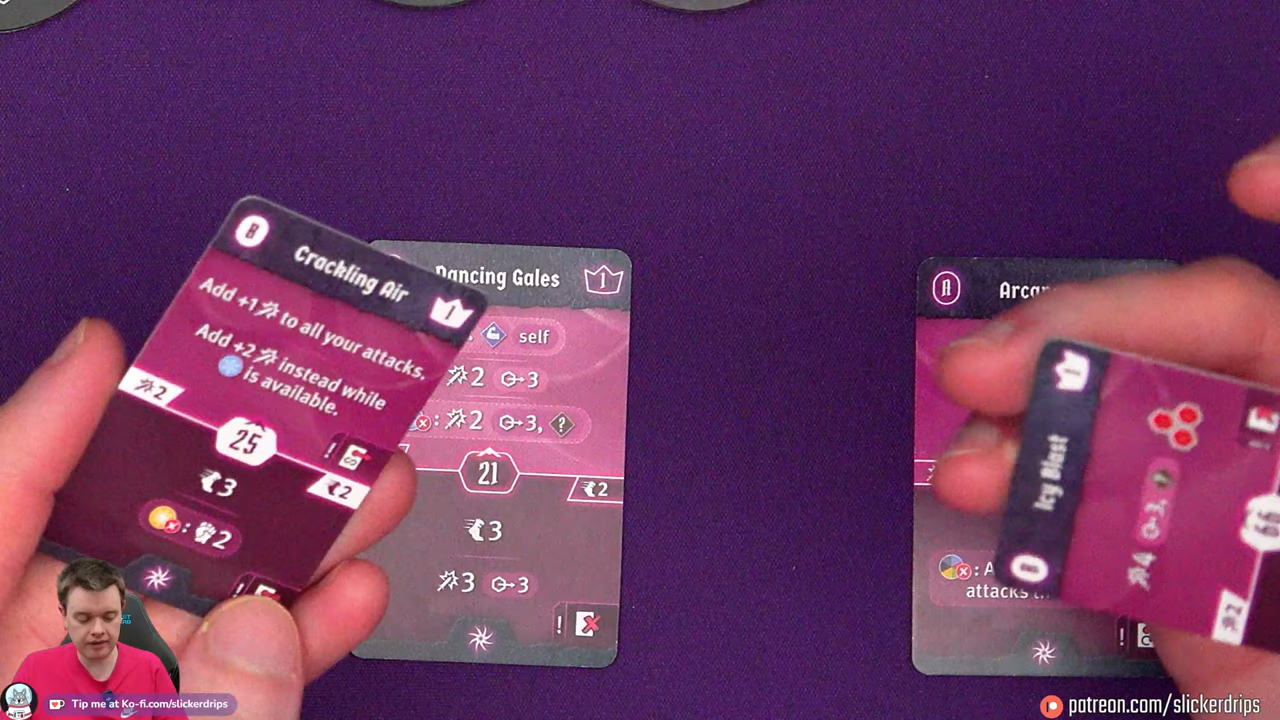 B Crackling Air 1
Add +1 to all your attacks.
Add +2 instead while
is available.
2
25
! S
2
3
: 2
Dancing Gales 1
self
2 3
: 2 3, ?
21
2
3
3 3
!
A
: A
attacks
!
Icy Blast
4 3,
Tip me at Ko-fi.com/slickerdrips
patreon.com/slickerdrips